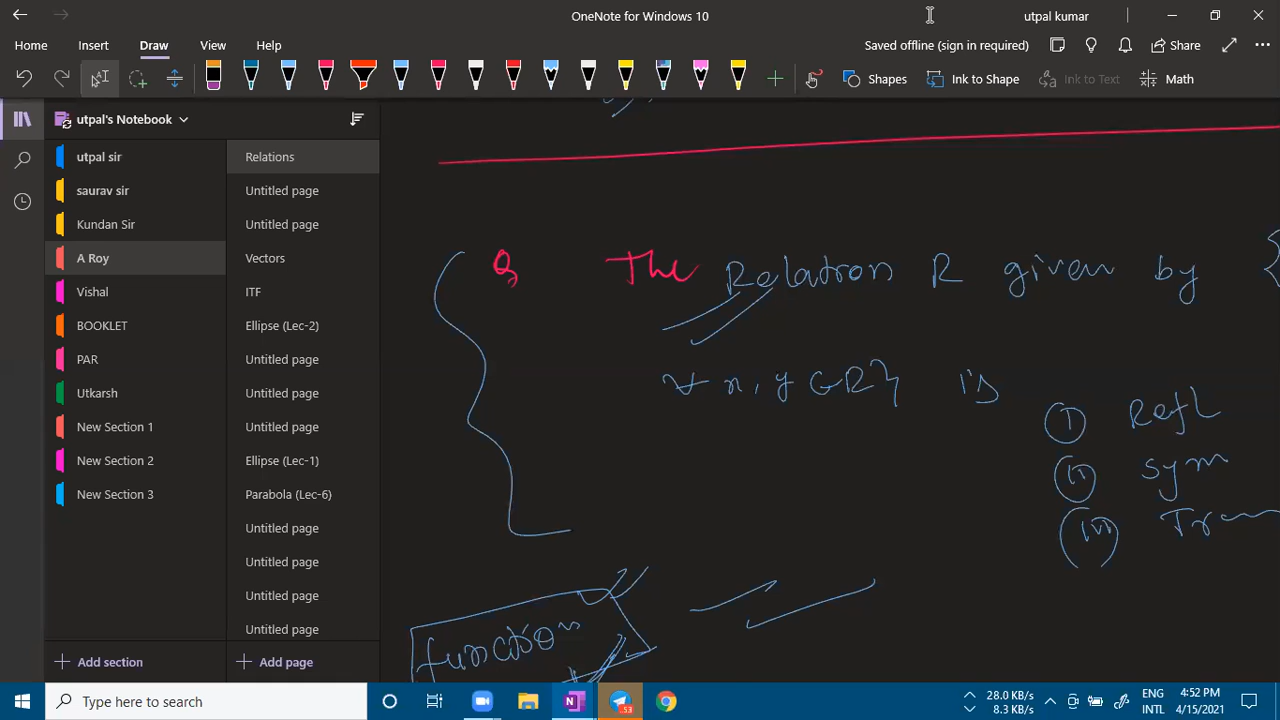 OneNote for Windows 10
utpal kumar
Home Insert Draw View Help
Saved offline (sign in required) Share
Shapes Ink to Shape Ink to Text Math
utpal's Notebook
utpal sir
saurav sir
Kundan Sir
A Roy
Vishal
BOOKLET
PAR
Utkarsh
New Section 1
New Section 2
New Section 3
Add section
Relations
Untitled page
Untitled page
Vectors
ITF
Ellipse (Lec-2)
Untitled page
Untitled page
Untitled page
Ellipse (Lec-1)
Parabola (Lec-6)
Untitled page
Untitled page
Untitled page
Untitled page
Add page
Q The Relation R given by {
∀ x, y ∈ R} is
(I) Refl
(ii) Sym
(iii) Tran
function
Type here to search
53
28.0 KB/s
8.3 KB/s
ENG
INTL
4:52 PM
4/15/2021